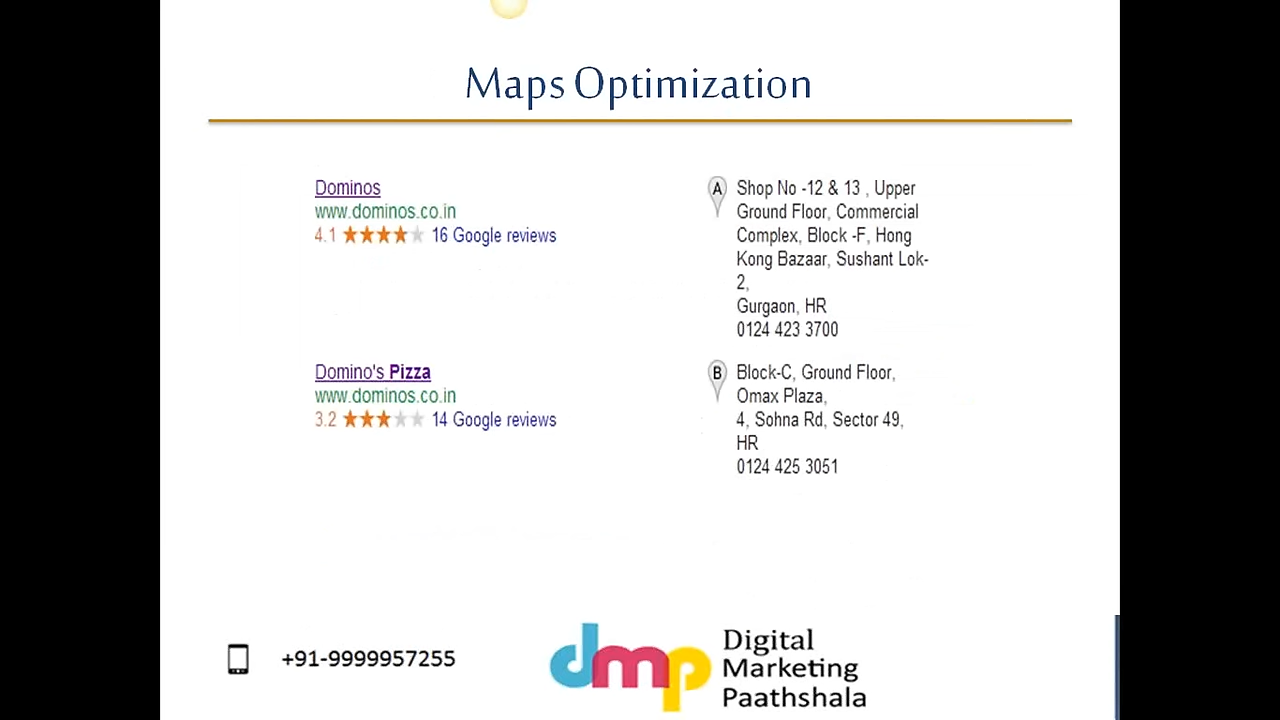 Maps Optimization
Dominos
www.dominos.co.in
4.1 16 Google reviews
A
Shop No -12 & 13 , Upper
Ground Floor, Commercial
Complex, Block -F, Hong
Kong Bazaar, Sushant Lok-
2,
Gurgaon, HR
0124 423 3700
Domino's Pizza
www.dominos.co.in
3.2 14 Google reviews
B
Block-C, Ground Floor,
Omax Plaza,
4, Sohna Rd, Sector 49,
HR
0124 425 3051
+91-9999957255
dmp
Digital
Marketing
Paathshala